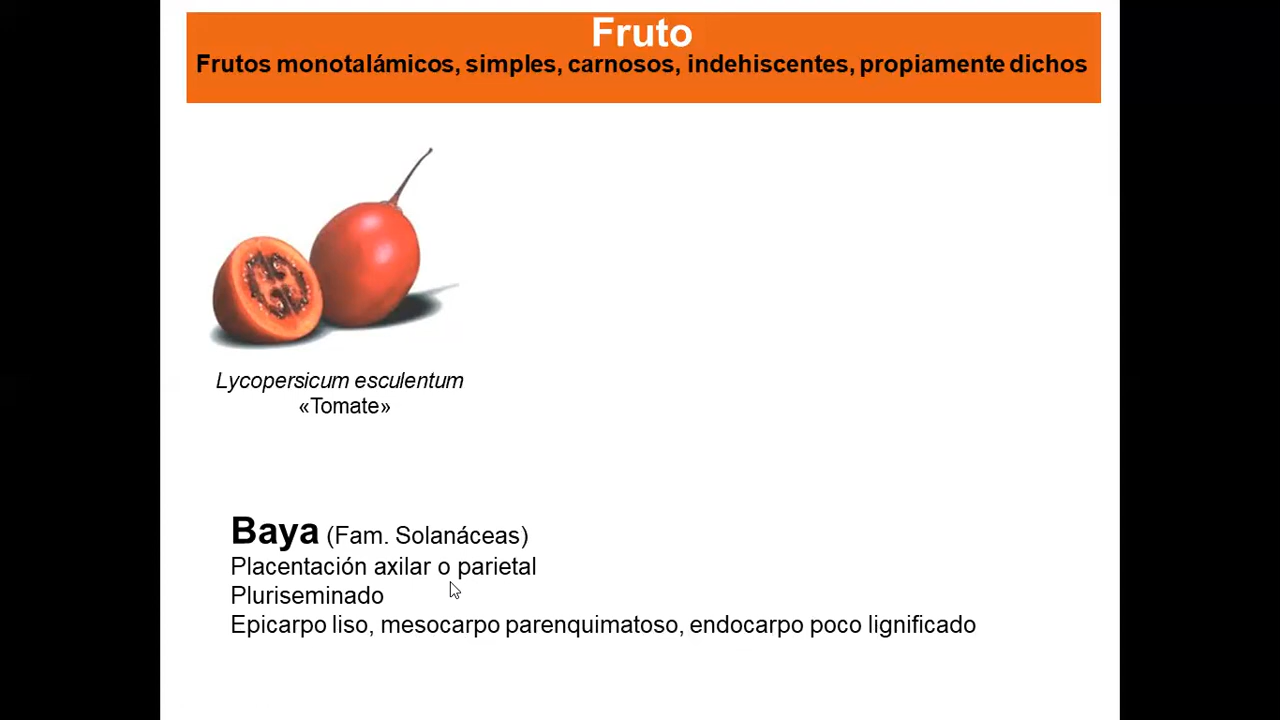 Fruto
Frutos monotalámicos, simples, carnosos, indehiscentes, propiamente dichos
Lycopersicum esculentum
«Tomate»
Baya (Fam. Solanáceas)
Placentación axilar o parietal
Pluriseminado
Epicarpo liso, mesocarpo parenquimatoso, endocarpo poco lignificado